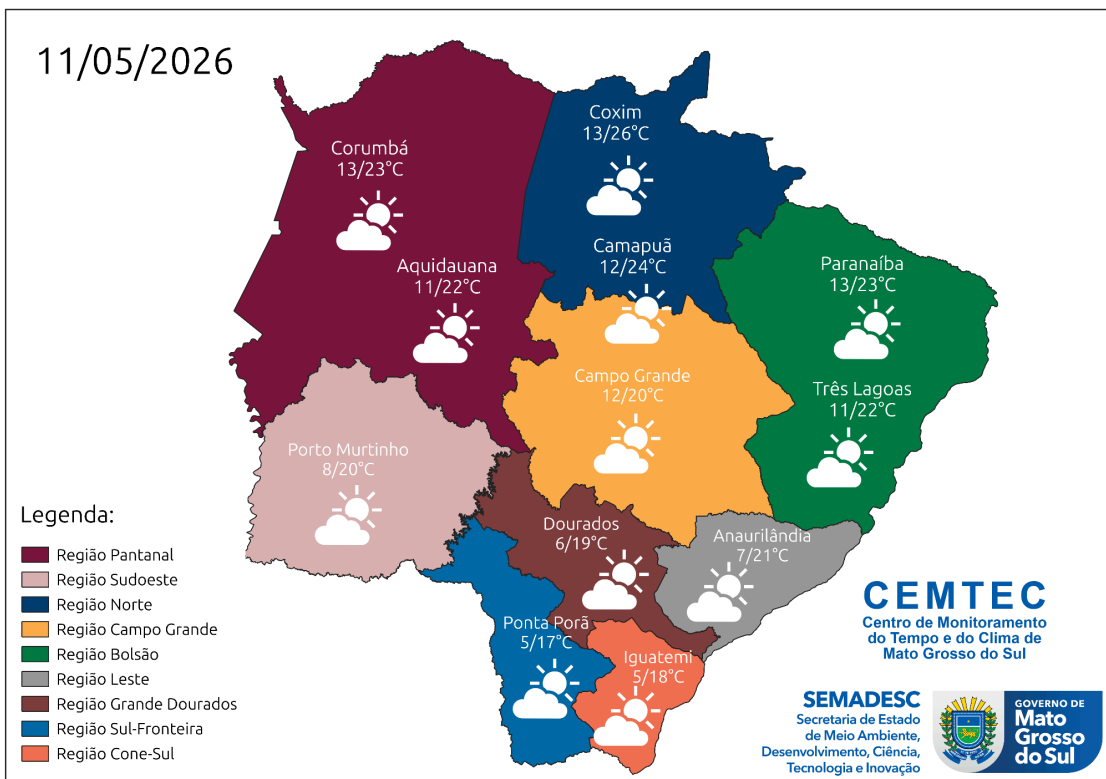 11/05/2026
Coxim
13/26°C
Corumbá
13/23°C
Camapuã
12/24°C
Aquidauana
11/22°C
Paranaíba
13/23°C
Campo Grande
12/20°C
Três Lagoas
11/22°C
Porto Murtinho
8/20°C
Dourados
6/19°C
Anaurilândia
7/21°C
Ponta Porã
5/17°C
Iguatemi
5/18°C
Legenda:
Região Pantanal
Região Sudoeste
Região Norte
Região Campo Grande
Região Bolsão
Região Leste
Região Grande Dourados
Região Sul-Fronteira
Região Cone-Sul
CEMTEC
Centro de Monitoramento
do Tempo e do Clima de
Mato Grosso do Sul
SEMADESC
Secretaria de Estado
de Meio Ambiente,
Desenvolvimento, Ciência,
Tecnologia e Inovação
GOVERNO DE
Mato
Grosso
do Sul